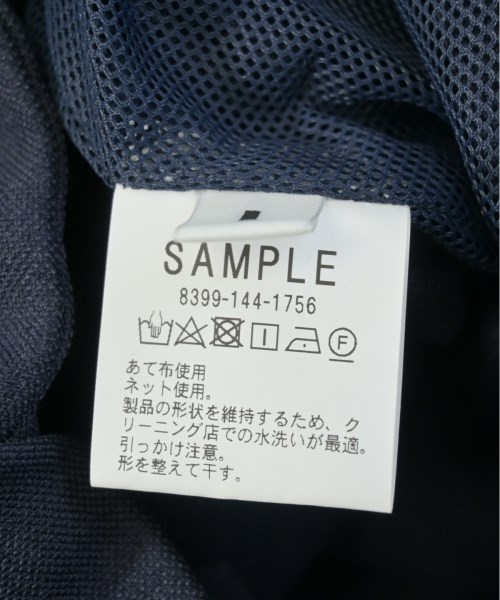 SAMPLE
8399-144-1756
F
あて布使用
ネット使用。
製品の形状を維持するため、ク
リーニング店での水洗いが最適。
引っかけ注意。
形を整えて干す。